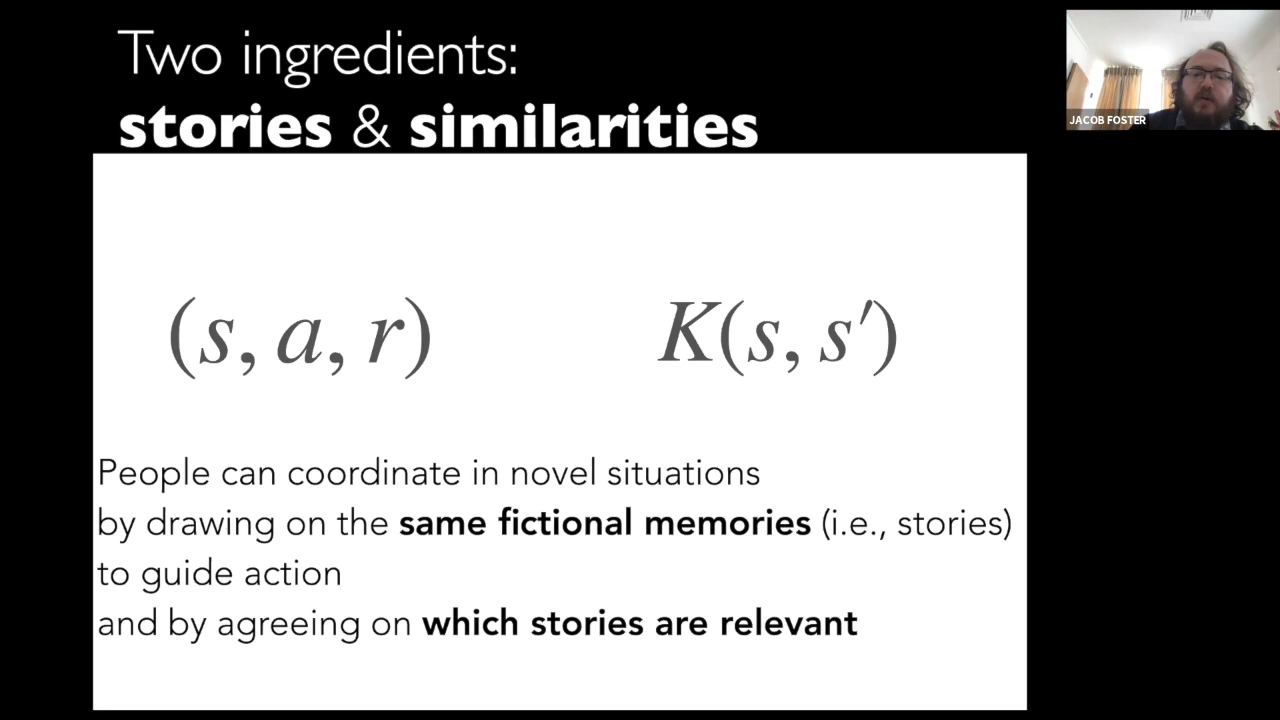 Two ingredients:
stories & similarities
JACOB FOSTER
(s, a, r)
K(s, s′)
People can coordinate in novel situations
by drawing on the same fictional memories (i.e., stories)
to guide action
and by agreeing on which stories are relevant